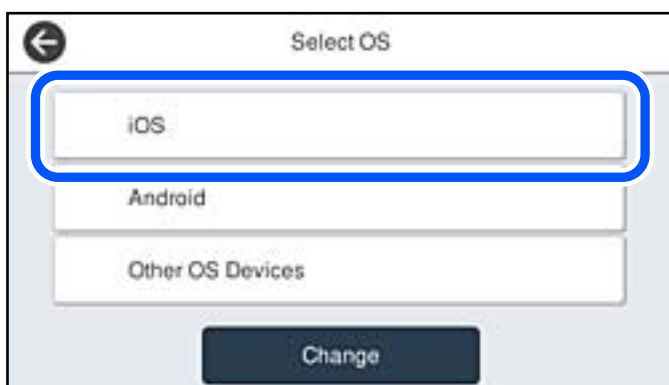 Select OS
iOS
Android
Other OS Devices
Change